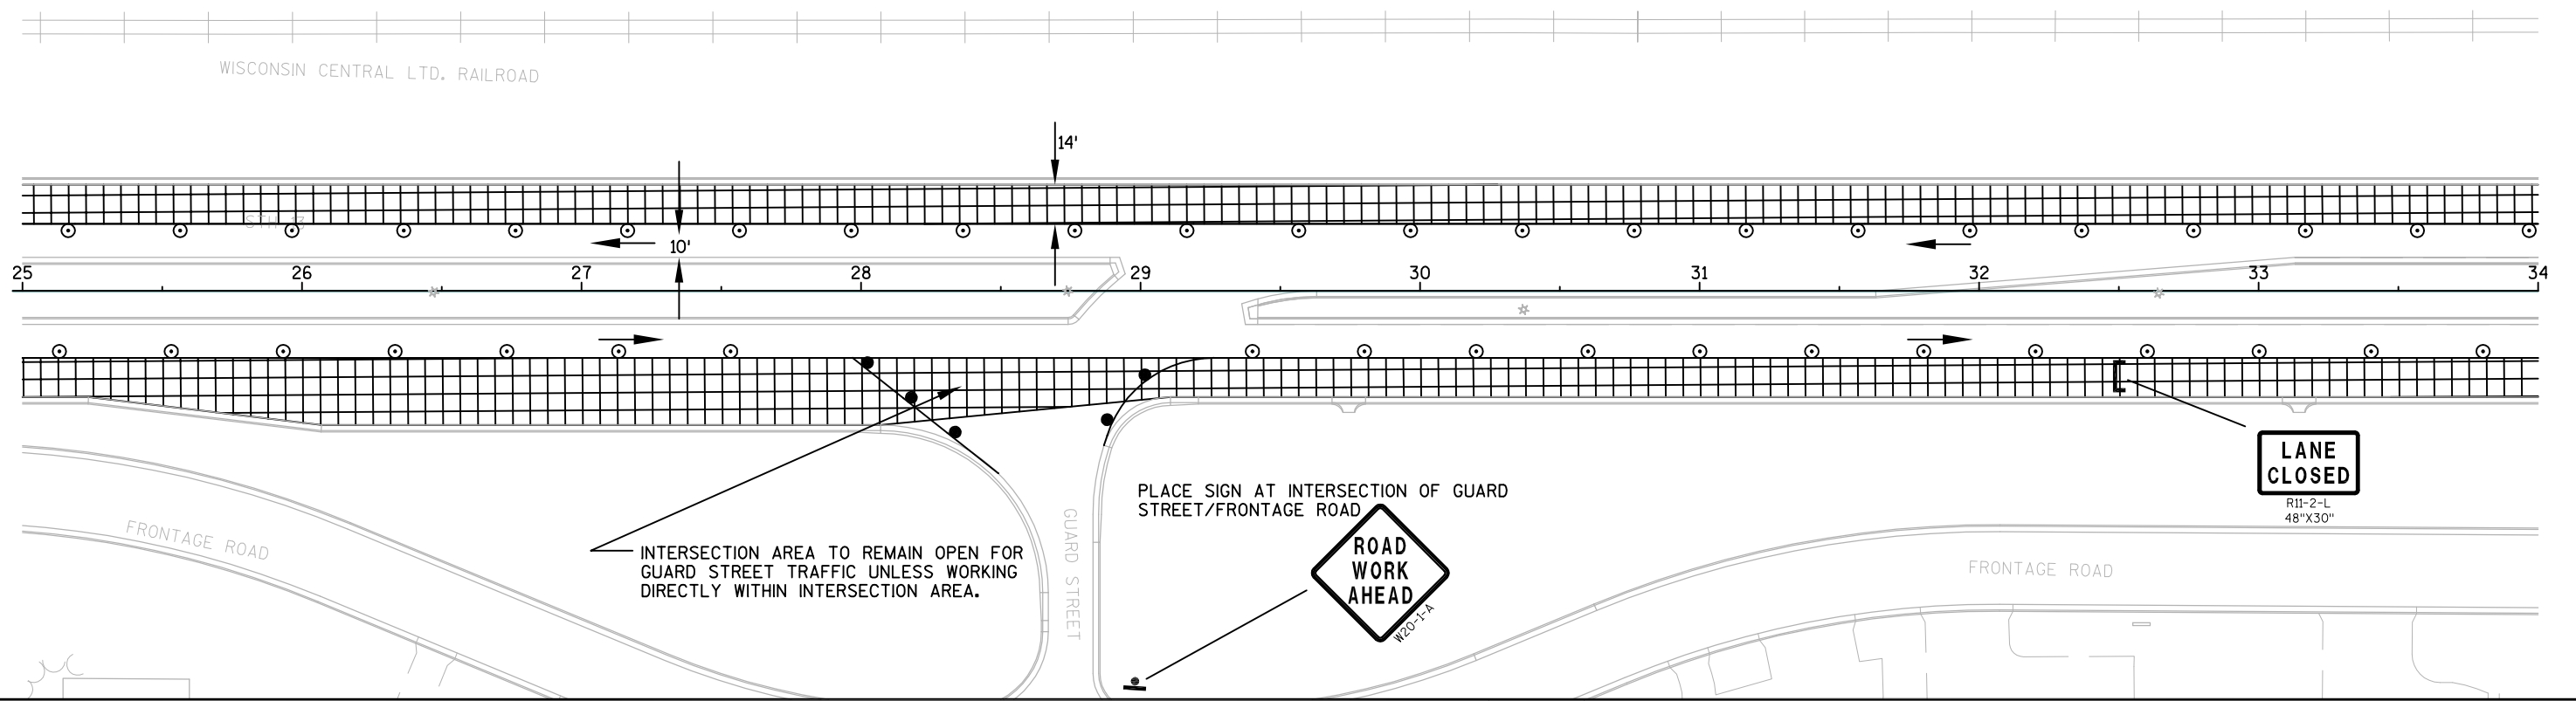 WISCONSIN CENTRAL LTD. RAILROAD
14'
STH 13
10'
25 26 27 28 29 30 31 32 33 34
LANE
CLOSED
R11-2-L
48"X30"
PLACE SIGN AT INTERSECTION OF GUARD
STREET/FRONTAGE ROAD
ROAD
WORK
AHEAD
W20-1-A
FRONTAGE ROAD
INTERSECTION AREA TO REMAIN OPEN FOR
GUARD STREET TRAFFIC UNLESS WORKING
DIRECTLY WITHIN INTERSECTION AREA.
GUARD STREET
FRONTAGE ROAD